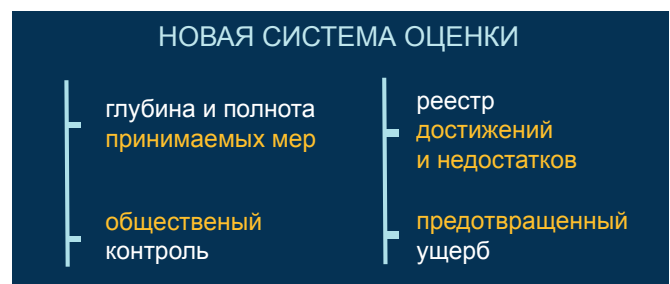 НОВАЯ СИСТЕМА ОЦЕНКИ
глубина и полнота
принимаемых мер
общественый
контроль
реестр
достижений
и недостатков
предотвращенный
ущерб